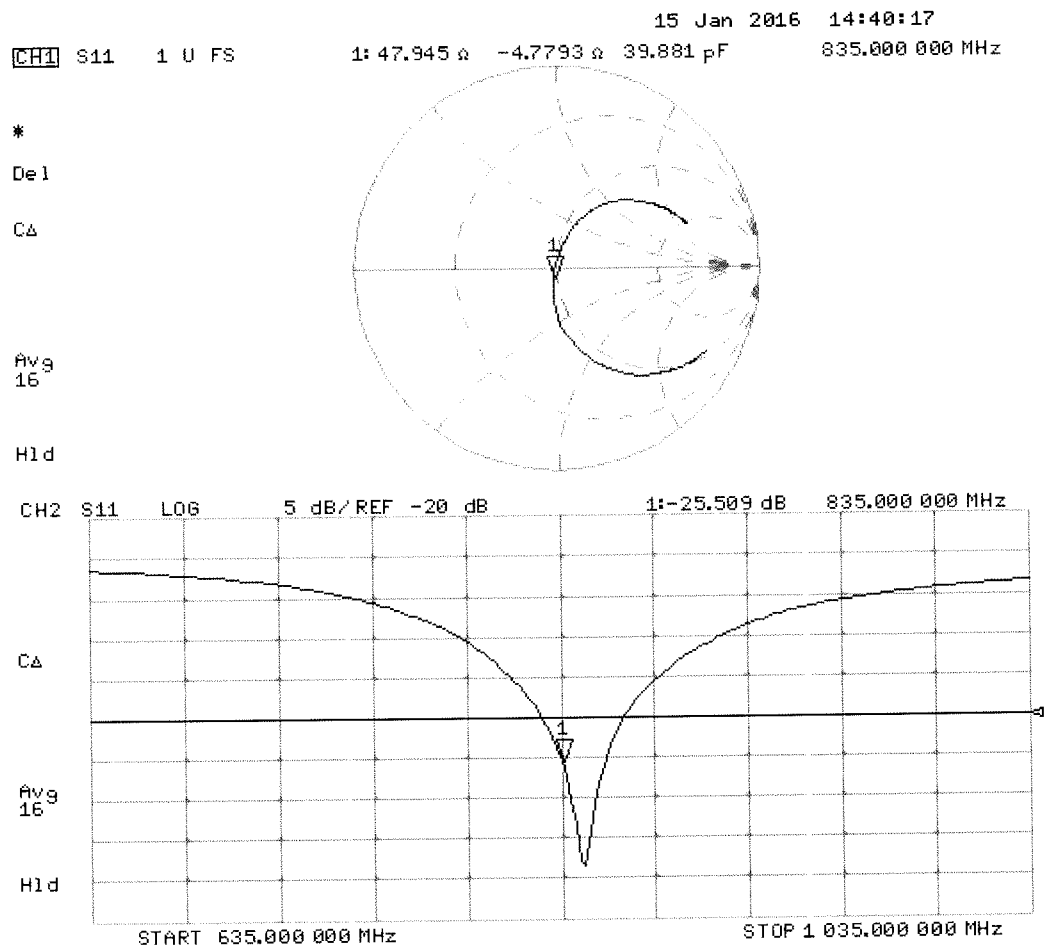 15 Jan 2016 14:40:17
CH1 S11 1 U FS 1: 47.945 Ω -4.7793 Ω 39.881 pF 835.000 000 MHz
*
Del
CΔ
1
Avg
16
Hld
CH2 S11 LOG 5 dB/REF -20 dB 1:-25.509 dB 835.000 000 MHz
CΔ
1
Avg
16
Hld
START 635.000 000 MHz STOP 1 035.000 000 MHz